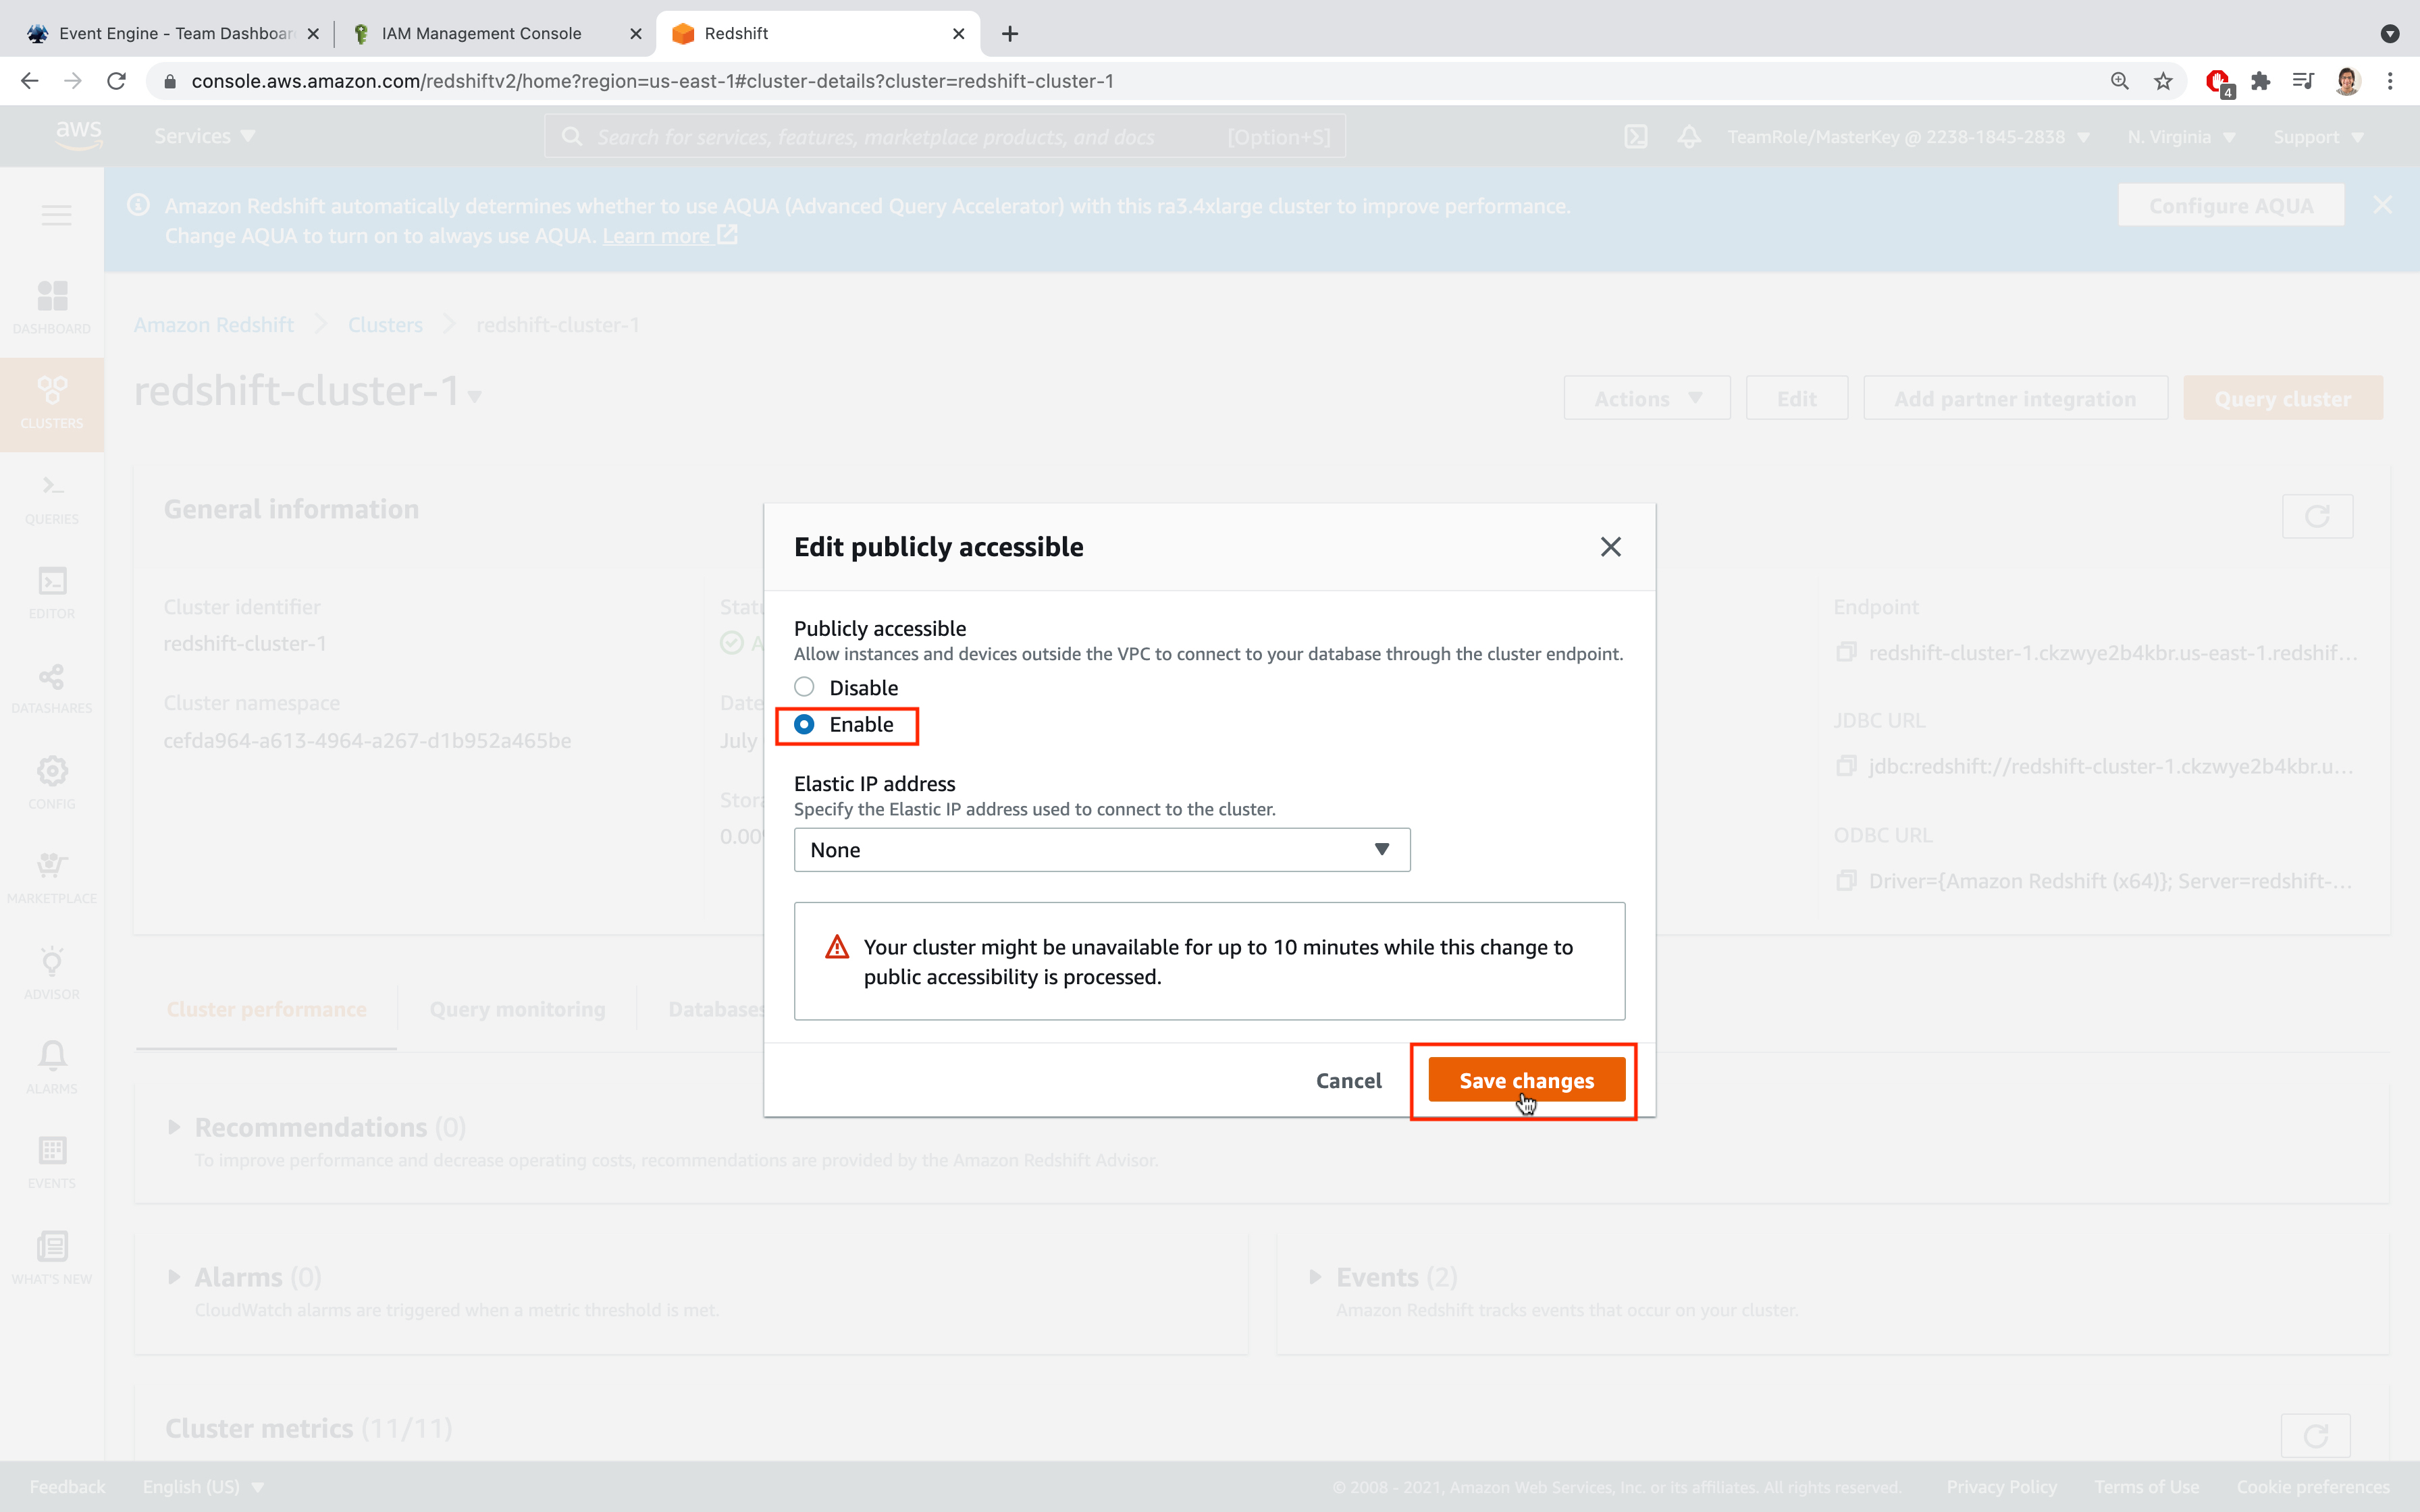 Event Engine - Team Dashboar
IAM Management Console
Redshift
console.aws.amazon.com/redshiftv2/home?region=us-east-1#cluster-details?cluster=redshift-cluster-1
4
aws
Services
Search for services, features, marketplace products, and docs
[Option+S]
TeamRole/MasterKey @ 2238-1845-2838
N. Virginia
Support
Amazon Redshift automatically determines whether to use AQUA (Advanced Query Accelerator) with this ra3.4xlarge cluster to improve performance.
Change AQUA to turn on to always use AQUA. Learn more
Configure AQUA
DASHBOARD
CLUSTERS
QUERIES
EDITOR
DATASHARES
CONFIG
MARKETPLACE
ADVISOR
ALARMS
EVENTS
WHAT'S NEW
Amazon Redshift
Clusters
redshift-cluster-1
redshift-cluster-1
Actions
Edit
Add partner integration
Query cluster
General information
Cluster identifier
redshift-cluster-1
Cluster namespace
cefda964-a613-4964-a267-d1b952a465be
Statu
A
Date
July
Stora
0.00
Endpoint
redshift-cluster-1.ckzwye2b4kbr.us-east-1.redshif...
JDBC URL
jdbc:redshift://redshift-cluster-1.ckzwye2b4kbr.u...
ODBC URL
Driver={Amazon Redshift (x64)}; Server=redshift-...
Edit publicly accessible
Publicly accessible
Allow instances and devices outside the VPC to connect to your database through the cluster endpoint.
Disable
Enable
Elastic IP address
Specify the Elastic IP address used to connect to the cluster.
None
Your cluster might be unavailable for up to 10 minutes while this change to
public accessibility is processed.
Cancel
Save changes
Cluster performance
Query monitoring
Databases
Recommendations (0)
To improve performance and decrease operating costs, recommendations are provided by the Amazon Redshift Advisor.
Alarms (0)
CloudWatch alarms are triggered when a metric threshold is met.
Events (2)
Amazon Redshift tracks events that occur on your cluster.
Cluster metrics (11/11)
Feedback
English (US)
© 2008 - 2021, Amazon Web Services, Inc. or its affiliates. All rights reserved.
Privacy Policy
Terms of Use
Cookie preferences